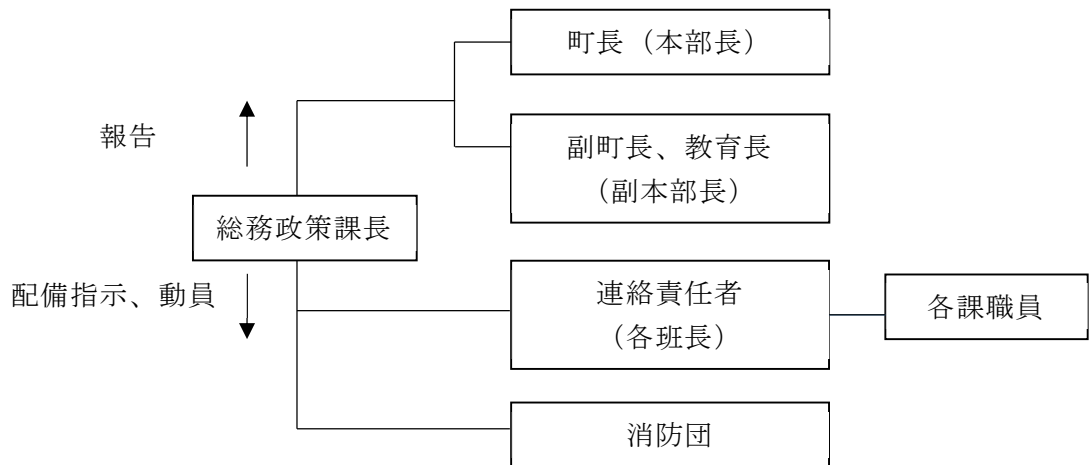 町長（本部長）
報告
副町長、教育長
（副本部長）
総務政策課長
配備指示、動員
連絡責任者
（各班長）
各課職員
消防団